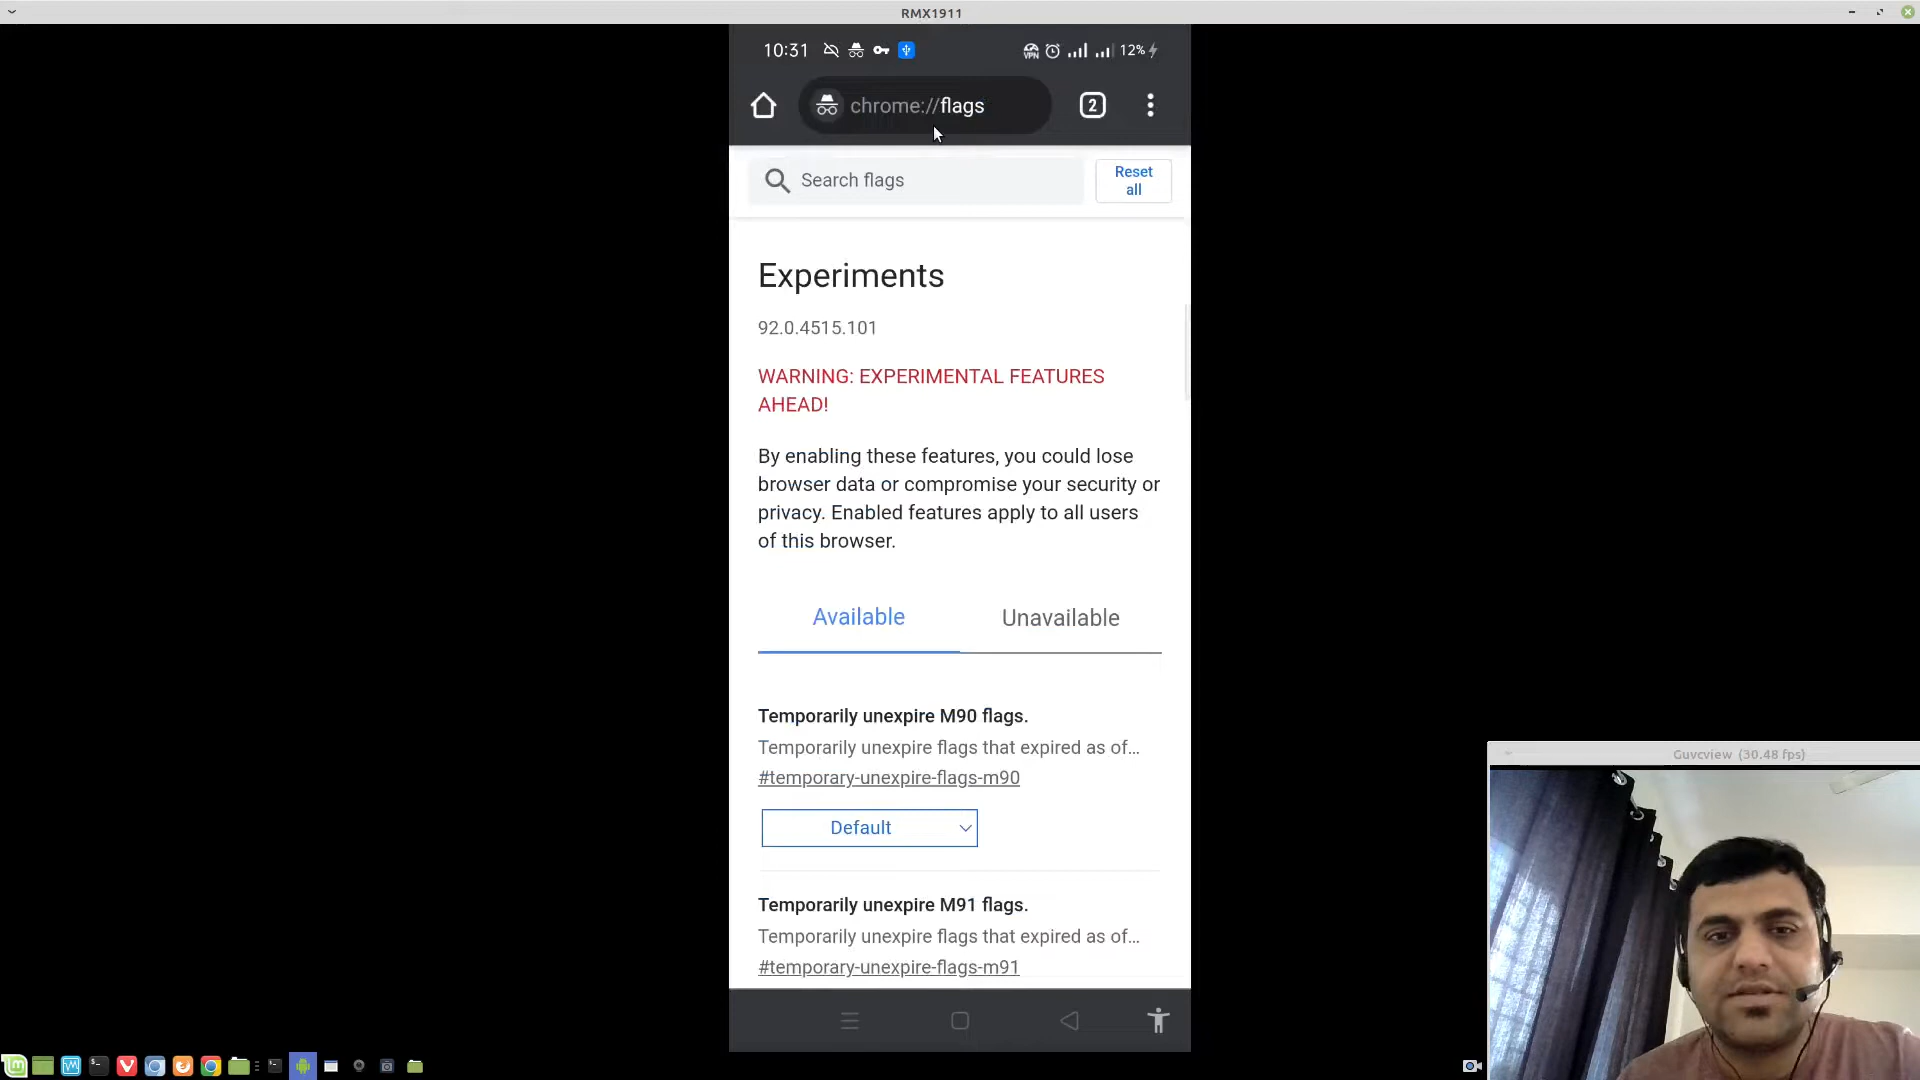 RMX1911
10:31
VPN
12%
chrome://flags
2
Search flags
Reset
all
Experiments
92.0.4515.101
WARNING: EXPERIMENTAL FEATURES
AHEAD!
By enabling these features, you could lose
browser data or compromise your security or
privacy. Enabled features apply to all users
of this browser.
Available
Unavailable
Temporarily unexpire M90 flags.
Temporarily unexpire flags that expired as of…
#temporary-unexpire-flags-m90
Default
Temporarily unexpire M91 flags.
Temporarily unexpire flags that expired as of…
#temporary-unexpire-flags-m91
Guvcview (30.48 fps)